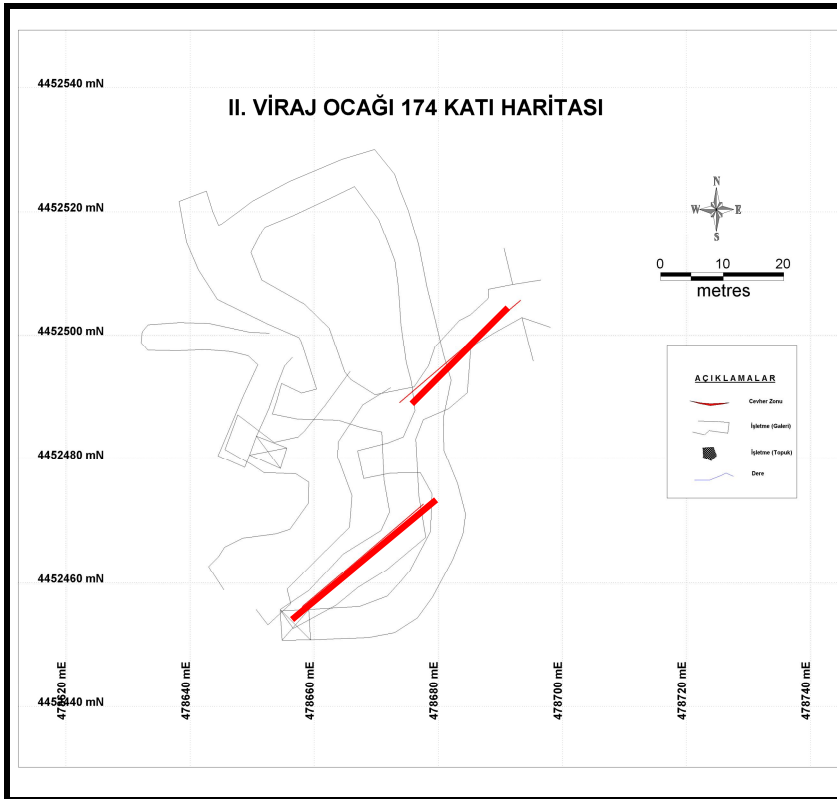 4452540 mN
II. VİRAJ OCAĞI 174 KATI HARİTASI
4452520 mN
N
W E
S
0 10 20
metres
4452500 mN
AÇIKLAMALAR
Cevher Zonu
İşletme (Galeri)
İşletme (Topuk)
Dere
4452480 mN
4452460 mN
4452440 mN
478620 mE
478640 mE
478660 mE
478680 mE
478700 mE
478720 mE
478740 mE